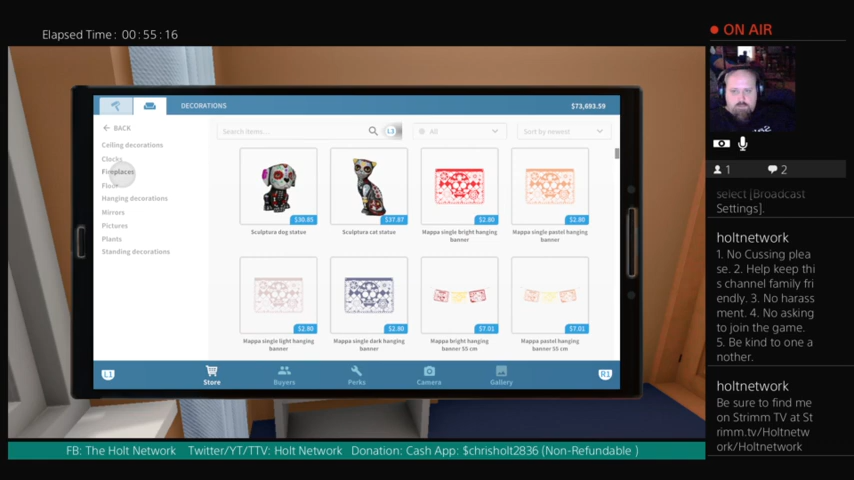 Elapsed Time : 00:55:16
ON AIR
DECORATIONS
$73,693.59
BACK
Search items...
L3
All
Sort by newest
Ceiling decorations
Clocks
Fireplaces
Floor
Hanging decorations
Mirrors
Pictures
Plants
Standing decorations
$30.85
$37.87
$2.80
$2.80
Sculptura dog statue
Sculptura cat statue
Mappa single bright hanging
banner
Mappa single pastel hanging
banner
$2.80
$2.80
$7.01
$7.01
Mappa single light hanging
banner
Mappa single dark hanging
banner
Mappa bright hanging
banner 55 cm
Mappa pastel hanging
banner 55 cm
L1
Store
Buyers
Perks
Camera
Gallery
R1
1
2
select [Broadcast
Settings].
holtnetwork
1. No Cussing plea
se. 2. Help keep thi
s channel family fri
endly. 3. No harass
ment. 4. No asking
to join the game.
5. Be kind to one a
nother.
holtnetwork
Be sure to find me
on Strimm TV at St
rimm.tv/Holtnetw
ork/Holtnetwork
FB: The Holt Network Twitter/YT/TTV: Holt Network Donation: Cash App: $chrisholt2836 (Non-Refundable )